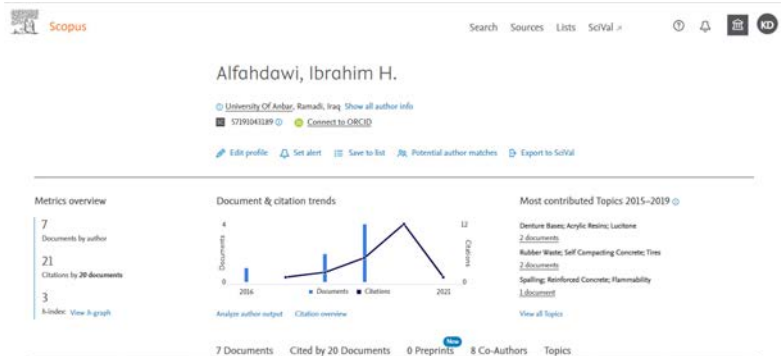 Scopus
Search Sources Lists SciVal ↗
KD
Alfahdawi, Ibrahim H.
University Of Anbar, Ramadi, Iraq Show all author info
57191043189 Connect to ORCID
Edit profile Set alert Save to list Potential author matches Export to SciVal
Metrics overview
7
Documents by author
21
Citations by 20 documents
3
h-index: View h-graph
Document & citation trends
4
12
Documents
Citations
0
0
2016
2021
Documents Citations
Analyze author output Citation overview
Most contributed Topics 2015–2019
Denture Bases; Acrylic Resins; Lucitone
2 documents
Rubber Waste; Self Compacting Concrete; Tires
2 documents
Spalling; Reinforced Concrete; Flammability
1 document
View all Topics
New
7 Documents Cited by 20 Documents 0 Preprints 8 Co-Authors Topics